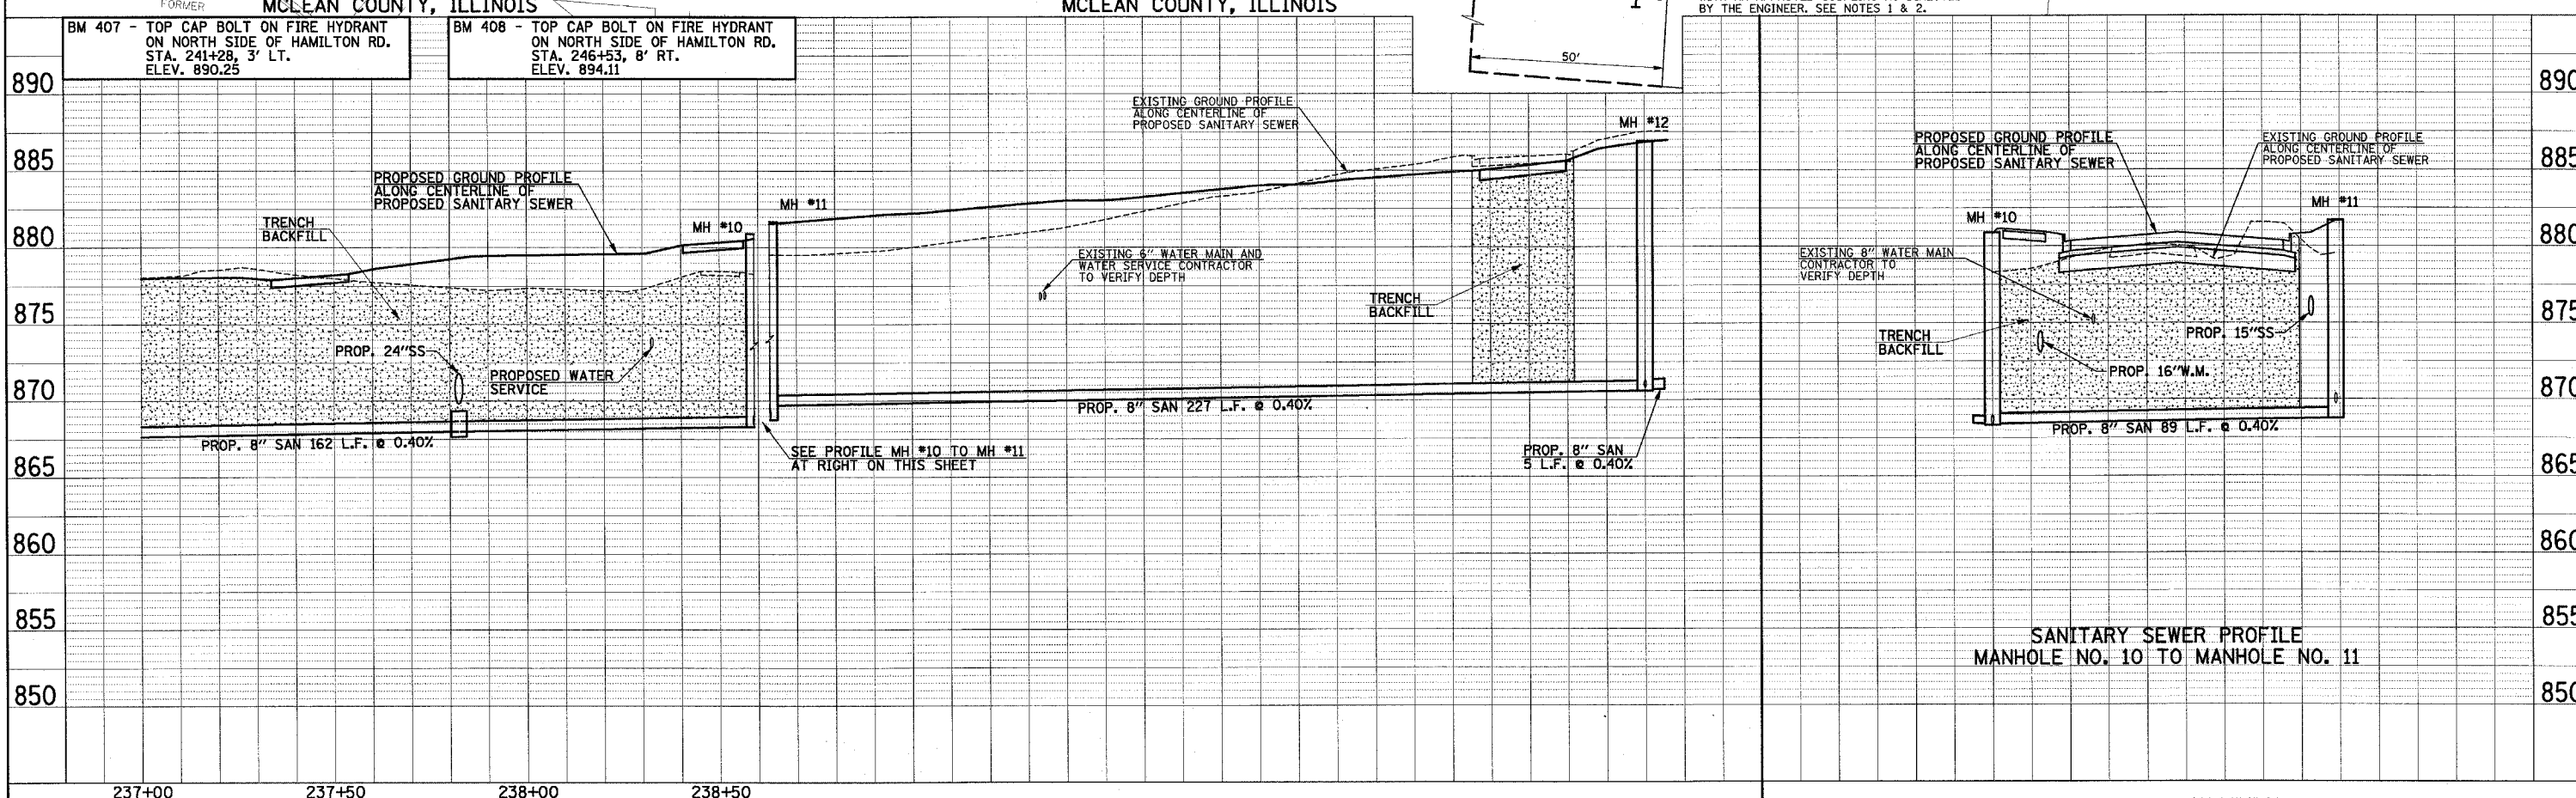 FORMER
MCLEAN COUNTY, ILLINOIS
MCLEAN COUNTY, ILLINOIS
BY THE ENGINEER. SEE NOTES 1 & 2.
BM 407 - TOP CAP BOLT ON FIRE HYDRANT
ON NORTH SIDE OF HAMILTON RD.
STA. 241+28, 3' LT.
ELEV. 890.25
BM 408 - TOP CAP BOLT ON FIRE HYDRANT
ON NORTH SIDE OF HAMILTON RD.
STA. 246+53, 8' RT.
ELEV. 894.11
50'
890
885
880
875
870
865
860
855
850
TRENCH
BACKFILL
PROPOSED GROUND PROFILE
ALONG CENTERLINE OF
PROPOSED SANITARY SEWER
MH #10
MH #11
PROP. 24"SS
PROPOSED WATER
SERVICE
PROP. 8" SAN 162 L.F. @ 0.40%
SEE PROFILE MH #10 TO MH #11
AT RIGHT ON THIS SHEET
EXISTING GROUND PROFILE
ALONG CENTERLINE OF
PROPOSED SANITARY SEWER
EXISTING 6" WATER MAIN AND
WATER SERVICE CONTRACTOR
TO VERIFY DEPTH
PROP. 8" SAN 227 L.F. @ 0.40%
TRENCH
BACKFILL
MH #12
PROP. 8" SAN
5 L.F. @ 0.40%
PROPOSED GROUND PROFILE
ALONG CENTERLINE OF
PROPOSED SANITARY SEWER
EXISTING GROUND PROFILE
ALONG CENTERLINE OF
PROPOSED SANITARY SEWER
MH #10
MH #11
EXISTING 8" WATER MAIN
CONTRACTOR TO
VERIFY DEPTH
TRENCH
BACKFILL
PROP. 15"SS
PROP. 16"W.M.
PROP. 8" SAN 89 L.F. @ 0.40%
SANITARY SEWER PROFILE
MANHOLE NO. 10 TO MANHOLE NO. 11
890
885
880
875
870
865
860
855
850
237+00
237+50
238+00
238+50